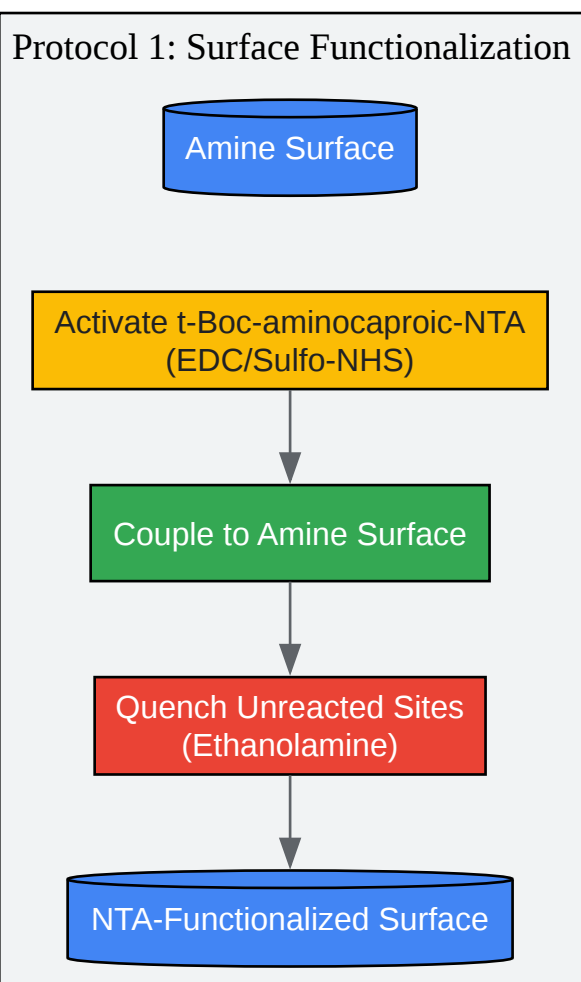 Protocol 1: Surface Functionalization
Amine Surface
Activate t-Boc-aminocaproic-NTA
(EDC/Sulfo-NHS)
Couple to Amine Surface
Quench Unreacted Sites
(Ethanolamine)
NTA-Functionalized Surface